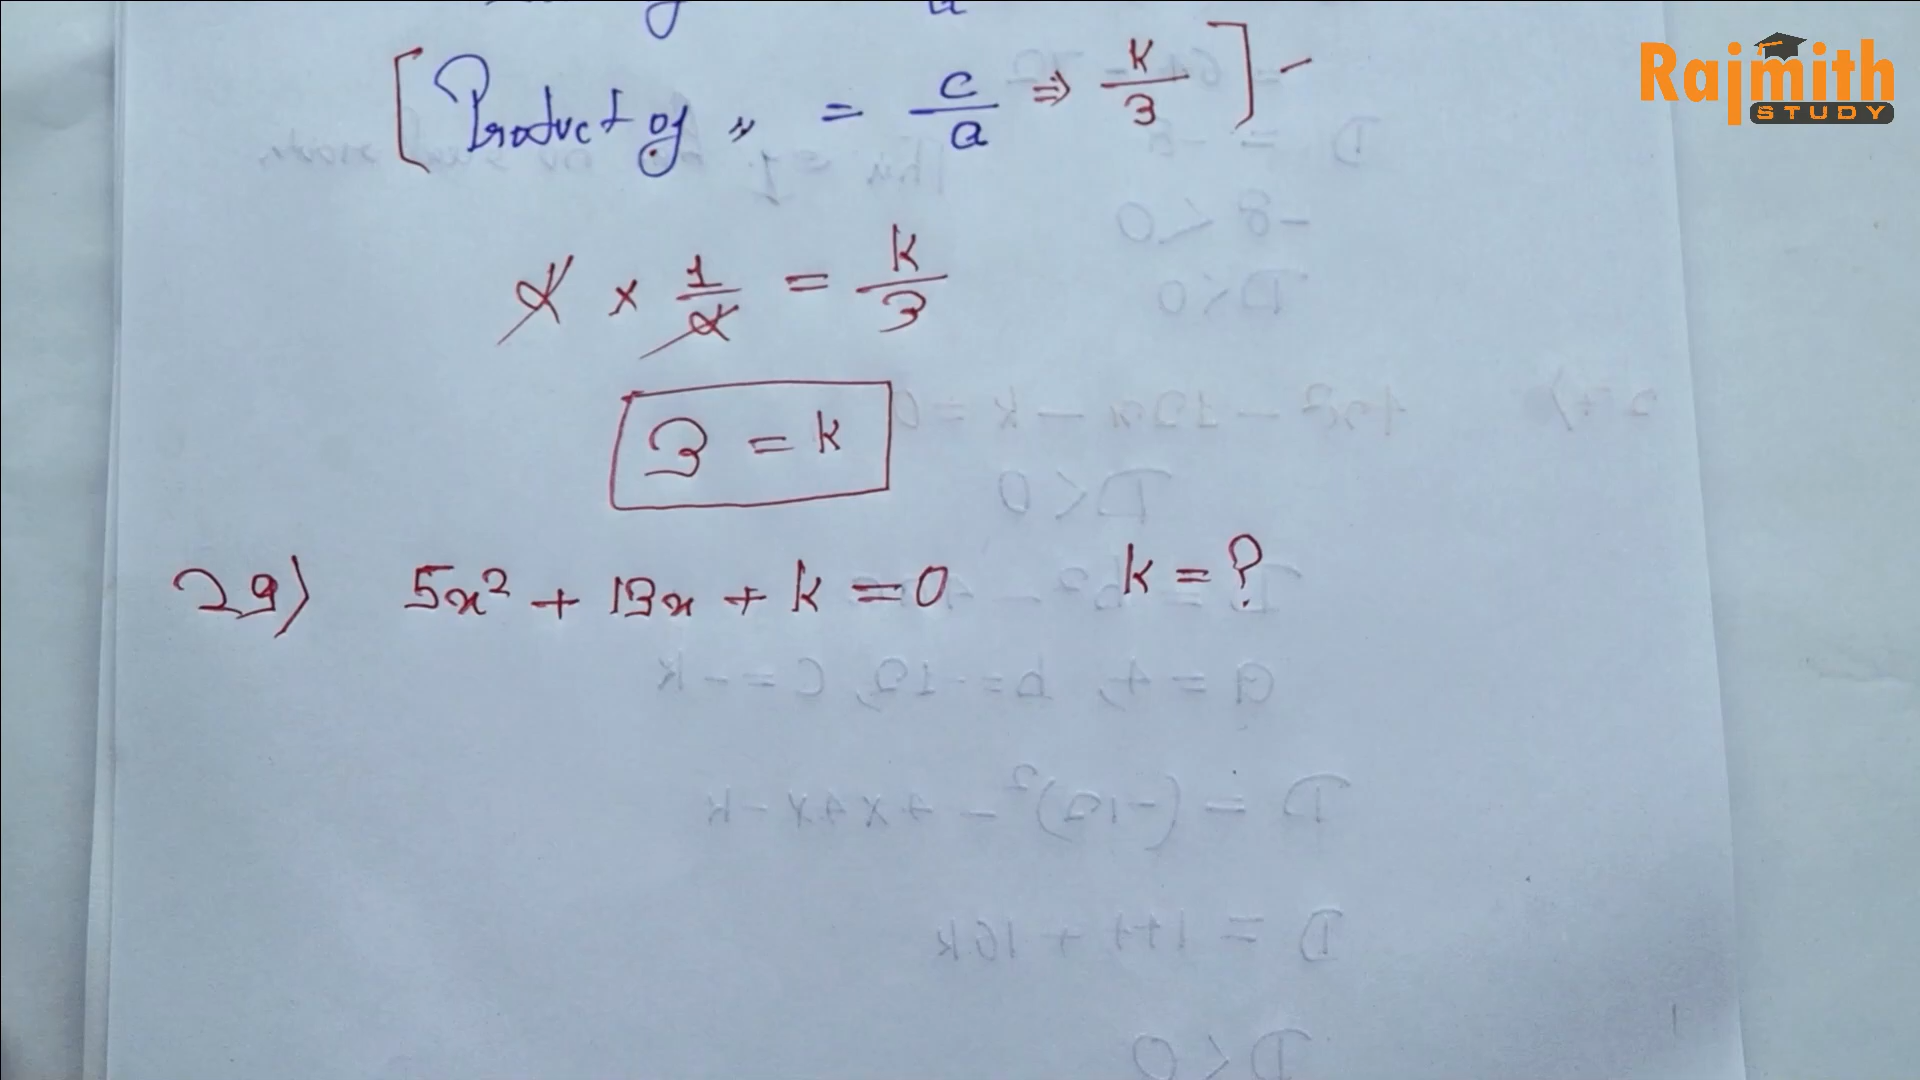 [Product of " = c/a ⇒ k/3] -
α × 1/α = k/3
3 = k
29) 5x² + 13x + k = 0 k = ?
Rajmith
STUDY